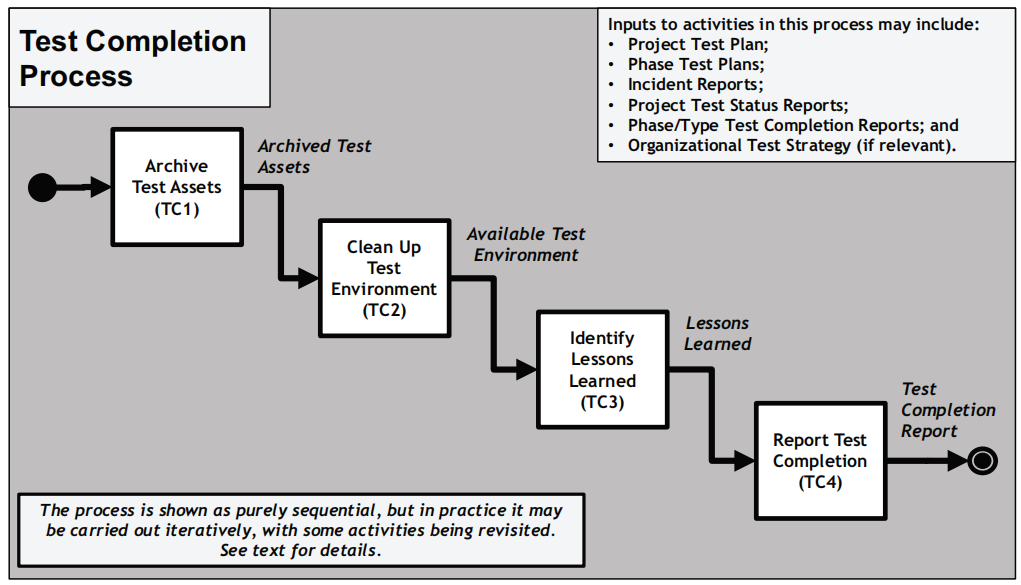 Test Completion
Process
Inputs to activities in this process may include:
• Project Test Plan;
• Phase Test Plans;
• Incident Reports;
• Project Test Status Reports;
• Phase/Type Test Completion Reports; and
• Organizational Test Strategy (if relevant).
Archive
Test Assets
(TC1)
Archived Test
Assets
Clean Up
Test
Environment
(TC2)
Available Test
Environment
Identify
Lessons
Learned
(TC3)
Lessons
Learned
Report Test
Completion
(TC4)
Test
Completion
Report
The process is shown as purely sequential, but in practice it may
be carried out iteratively, with some activities being revisited.
See text for details.